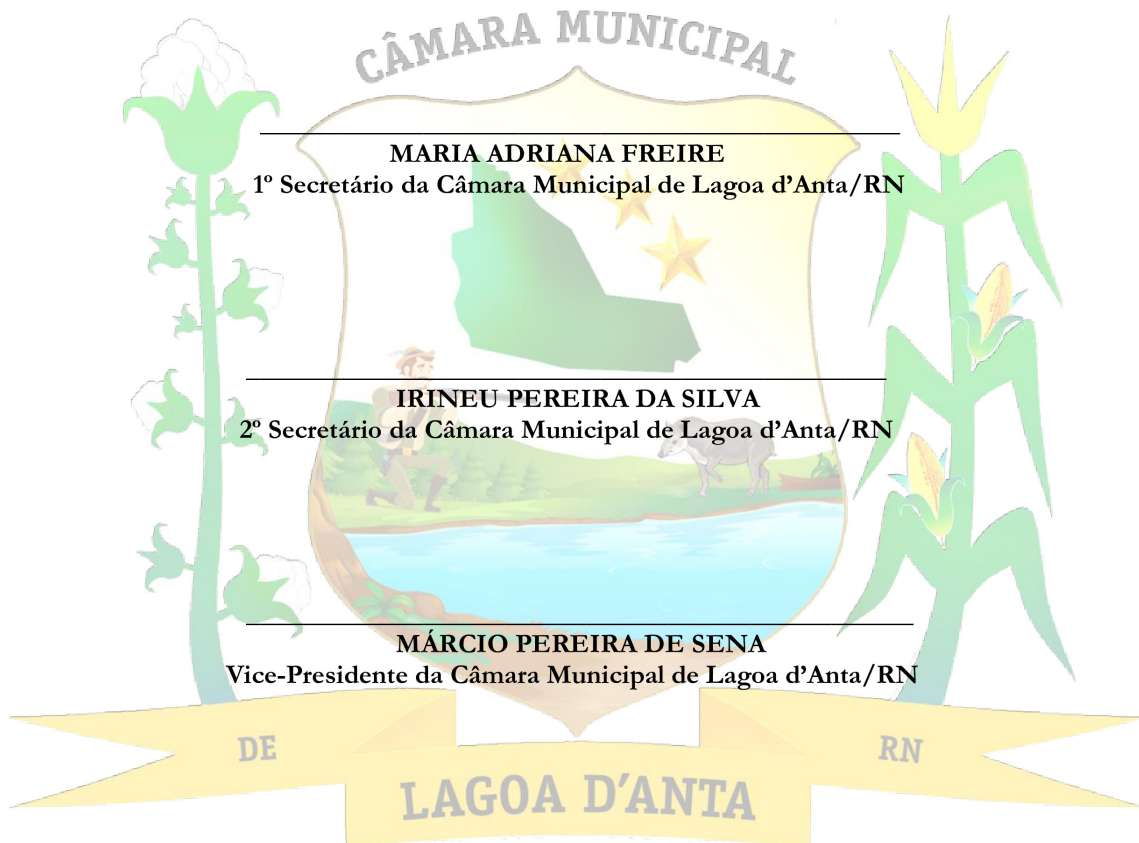 CÂMARA MUNICIPAL
MARIA ADRIANA FREIRE
1º Secretário da Câmara Municipal de Lagoa d’Anta/RN
IRINEU PEREIRA DA SILVA
2º Secretário da Câmara Municipal de Lagoa d’Anta/RN
MÁRCIO PEREIRA DE SENA
Vice-Presidente da Câmara Municipal de Lagoa d’Anta/RN
DE
RN
LAGOA D'ANTA